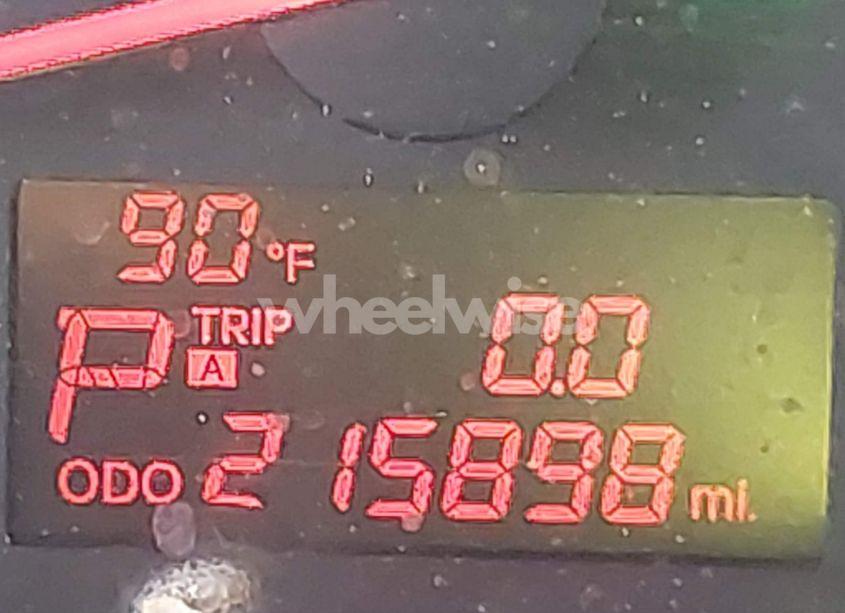 90 °F
P TRIP A 0.0
wheelwise
ODO 215898 mi.